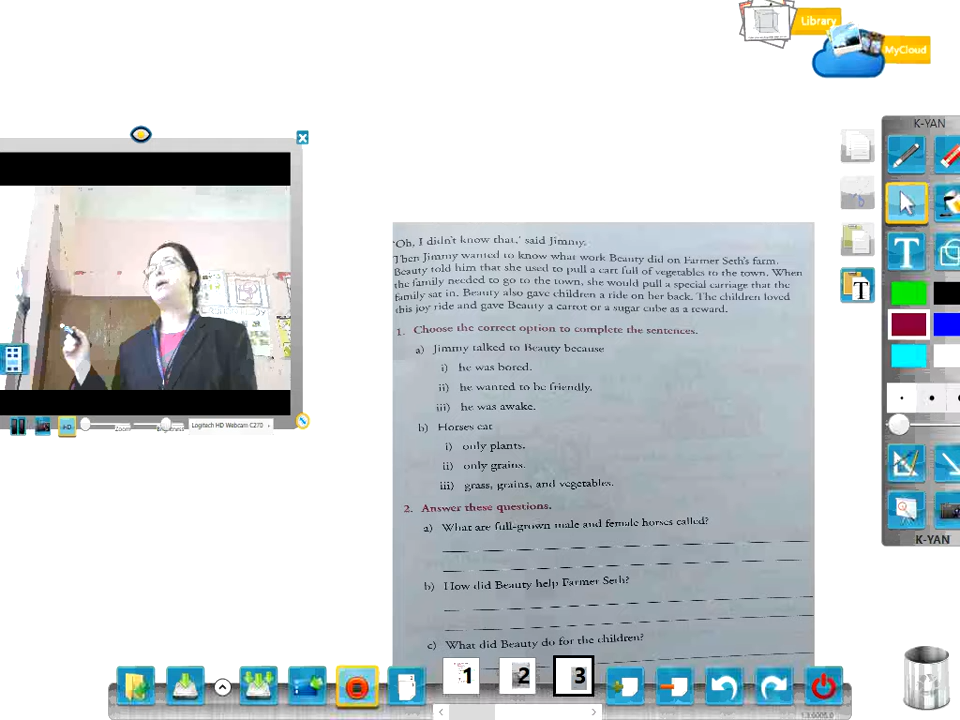 Library
MyCloud
K-YAN
'Oh, I didn't know that,' said Jimmy.
Then Jimmy wanted to know what work Beauty did on Farmer Seth's farm.
Beauty told him that she used to pull a cart full of vegetables to the town. When
the family needed to go to the town, she would pull a special carriage that the
family sat in. Beauty also gave children a ride on her back. The children loved
this joy ride and gave Beauty a carrot or a sugar cube as a reward.
1. Choose the correct option to complete the sentences.
a) Jimmy talked to Beauty because
i) he was bored.
ii) he wanted to be friendly.
iii) he was awake.
b) Horses eat
i) only plants.
ii) only grains.
iii) grass, grains, and vegetables.
2. Answer these questions.
a) What are full-grown male and female horses called?
b) How did Beauty help Farmer Seth?
c) What did Beauty do for the children?
HD
Zoom
Brightness
Logitech HD Webcam C270
T
T
K-YAN
1
2
3
1.3.0006.0